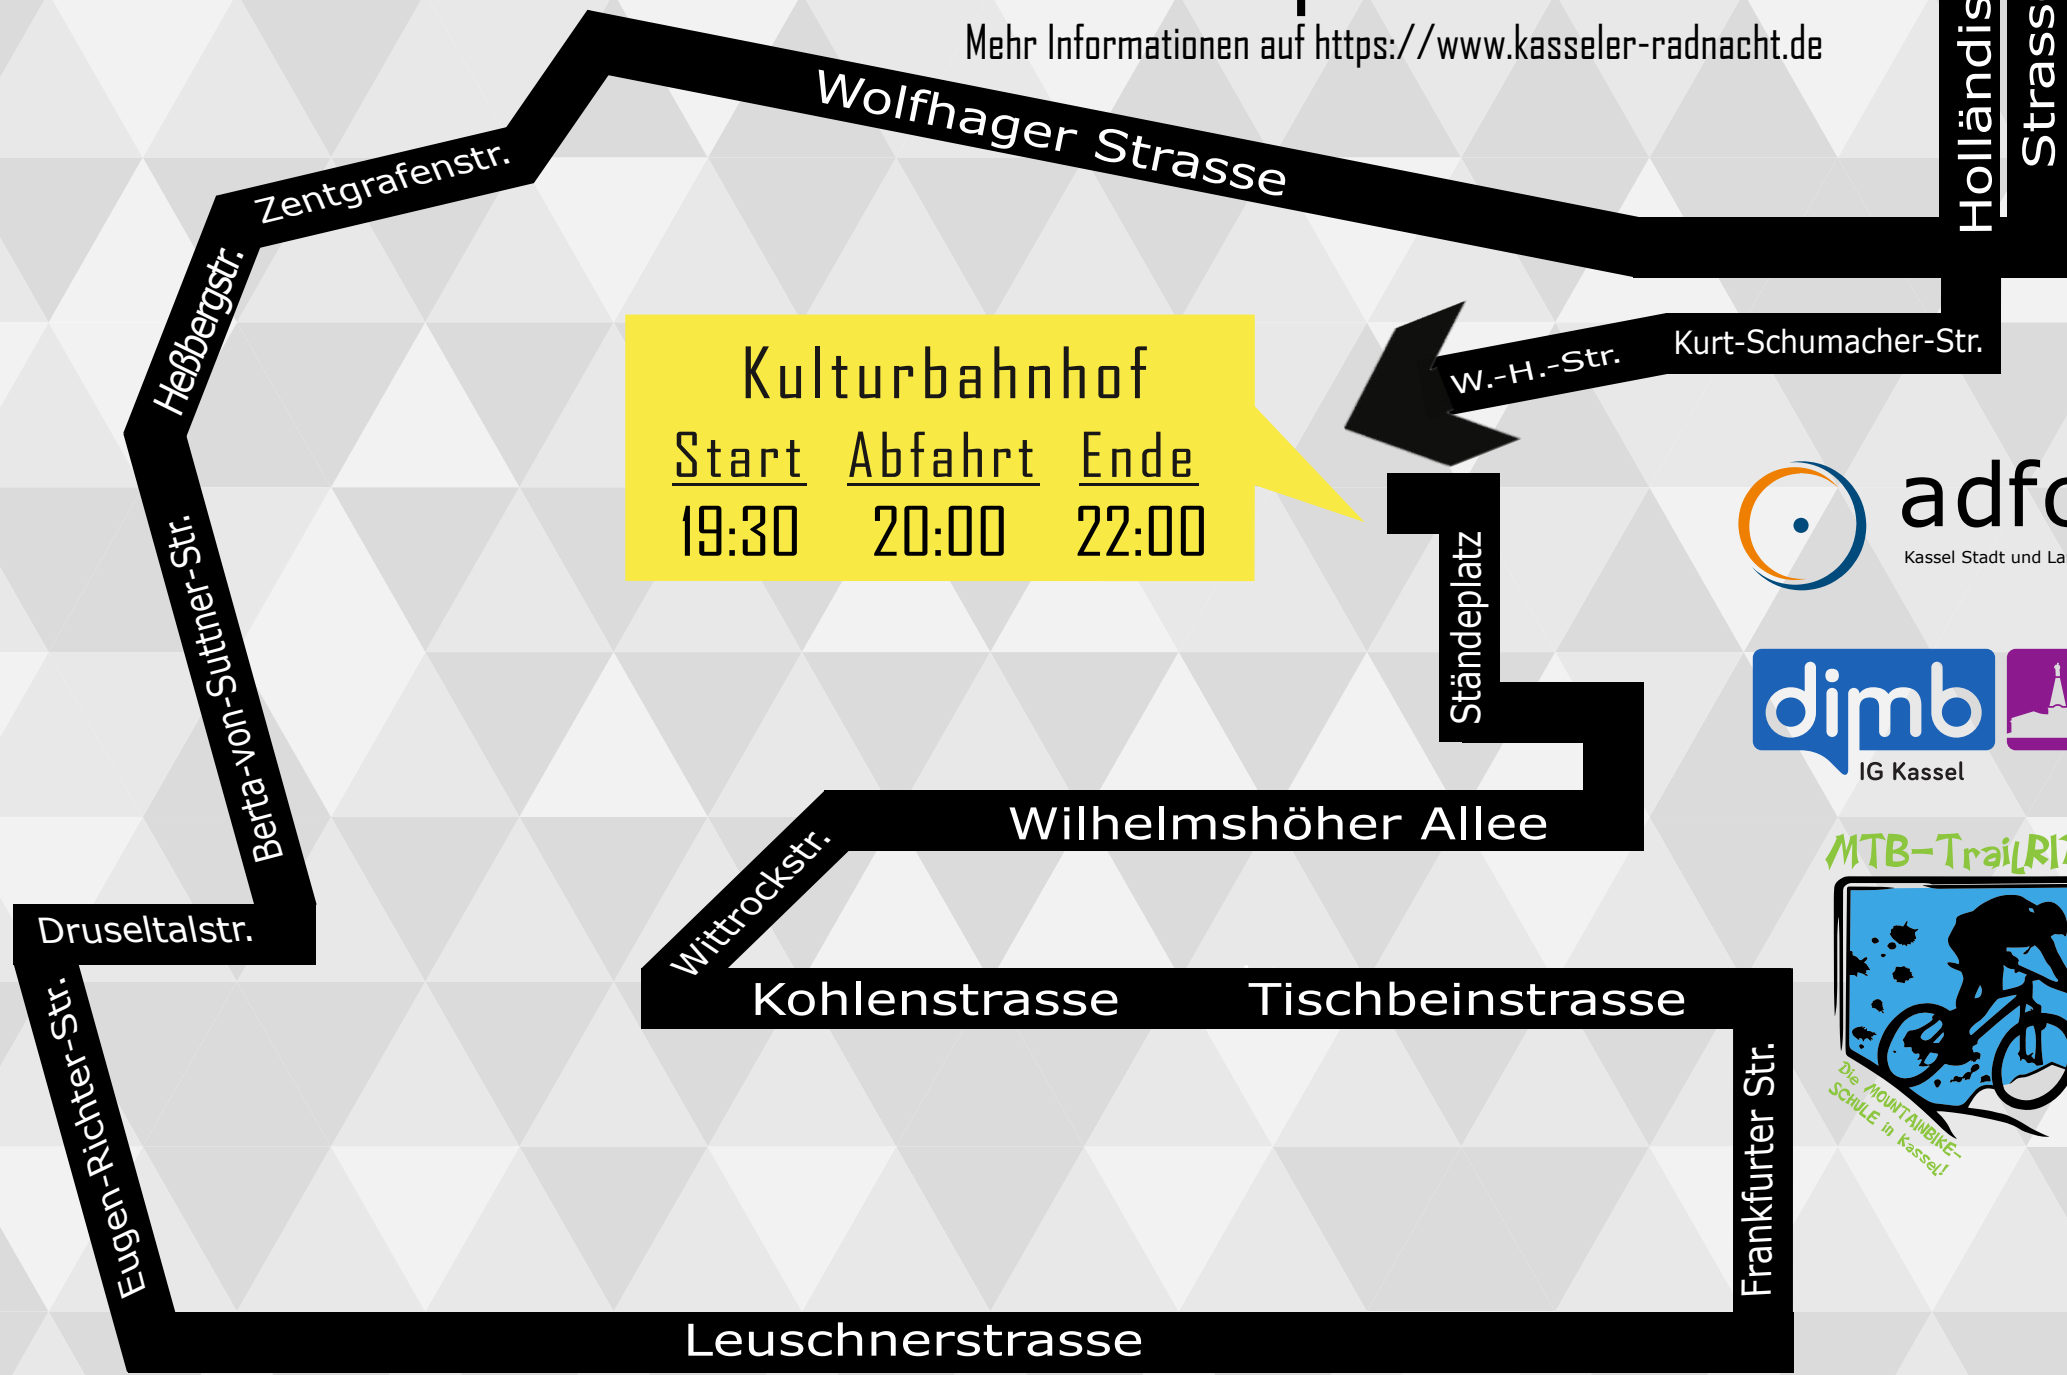 Mehr Informationen auf https://www.kasseler-radnacht.de
Wolfhager Strasse
Zentgrafenstr.
Heßbergstr.
Kulturbahnhof
Start Abfahrt Ende
19:30 20:00 22:00
W.-H.-Str.
Kurt-Schumacher-Str.
Ständeplatz
Berta-von-Suttner-Str.
Wilhelmshöher Allee
Wittrockstr.
Druseltalstr.
Kohlenstrasse
Tischbeinstrasse
Eugen-Richter-Str.
Frankfurter Str.
Leuschnerstrasse
adfc
Kassel Stadt und
dimb
IG Kassel
Die MOUNTAINBIKE-
SCHULE in Kassel!